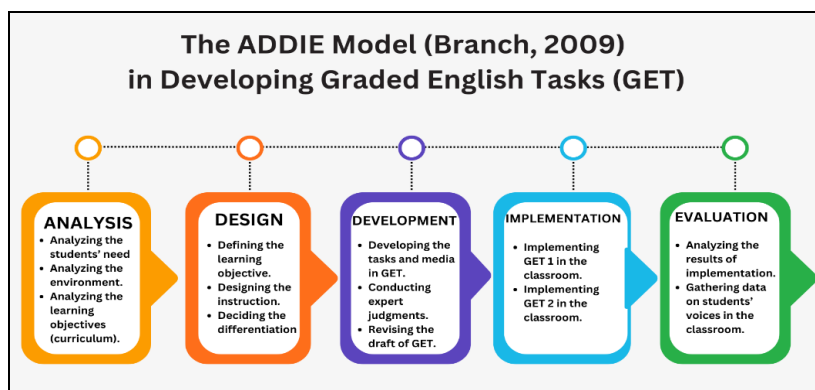 The ADDIE Model (Branch, 2009)
in Developing Graded English Tasks (GET)
ANALYSIS
• Analyzing the
students' need
• Analyzing the
environment.
• Analyzing the
learning
objectives
(curriculum).
DESIGN
• Defining the
learning
objective.
• Designing the
instruction.
• Deciding the
differentiation
DEVELOPMENT
• Developing the
tasks and media
in GET.
• Conducting
expert
judgments.
• Revising the
draft of GET.
IMPLEMENTATION
• Implementing
GET 1 in the
classroom.
• Implementing
GET 2 in the
classroom.
EVALUATION
• Analyzing the
results of
implementation.
• Gathering data
on students'
voices in the
classroom.